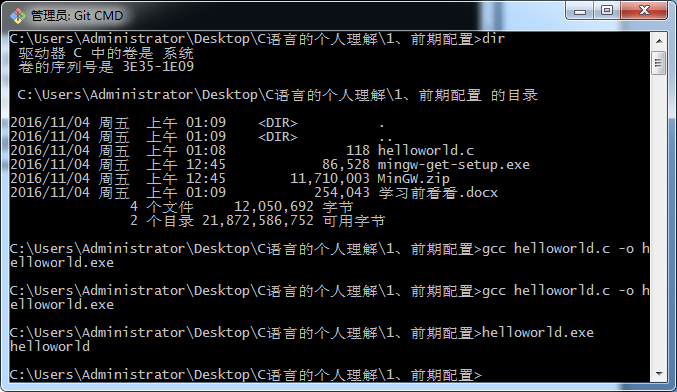 管理员: Git CMD
C:\Users\Administrator\Desktop\C语言的个人理解\1、前期配置>dir
驱动器 C 中的卷是 系统
卷的序列号是 3E35-1E09
C:\Users\Administrator\Desktop\C语言的个人理解\1、前期配置 的目录
2016/11/04 周五  上午 01:09    <DIR>          .
2016/11/04 周五  上午 01:09    <DIR>          ..
2016/11/04 周五  上午 01:08               118 helloworld.c
2016/11/04 周五  上午 12:45            86,528 mingw-get-setup.exe
2016/11/04 周五  上午 12:45        11,710,003 MinGW.zip
2016/11/04 周五  上午 01:09           254,043 学习前看看.docx
4 个文件     12,050,692 字节
2 个目录 21,872,586,752 可用字节
C:\Users\Administrator\Desktop\C语言的个人理解\1、前期配置>gcc helloworld.c -o h
elloworld.exe
C:\Users\Administrator\Desktop\C语言的个人理解\1、前期配置>gcc helloworld.c -o h
elloworld.exe
C:\Users\Administrator\Desktop\C语言的个人理解\1、前期配置>helloworld.exe
helloworld
C:\Users\Administrator\Desktop\C语言的个人理解\1、前期配置>